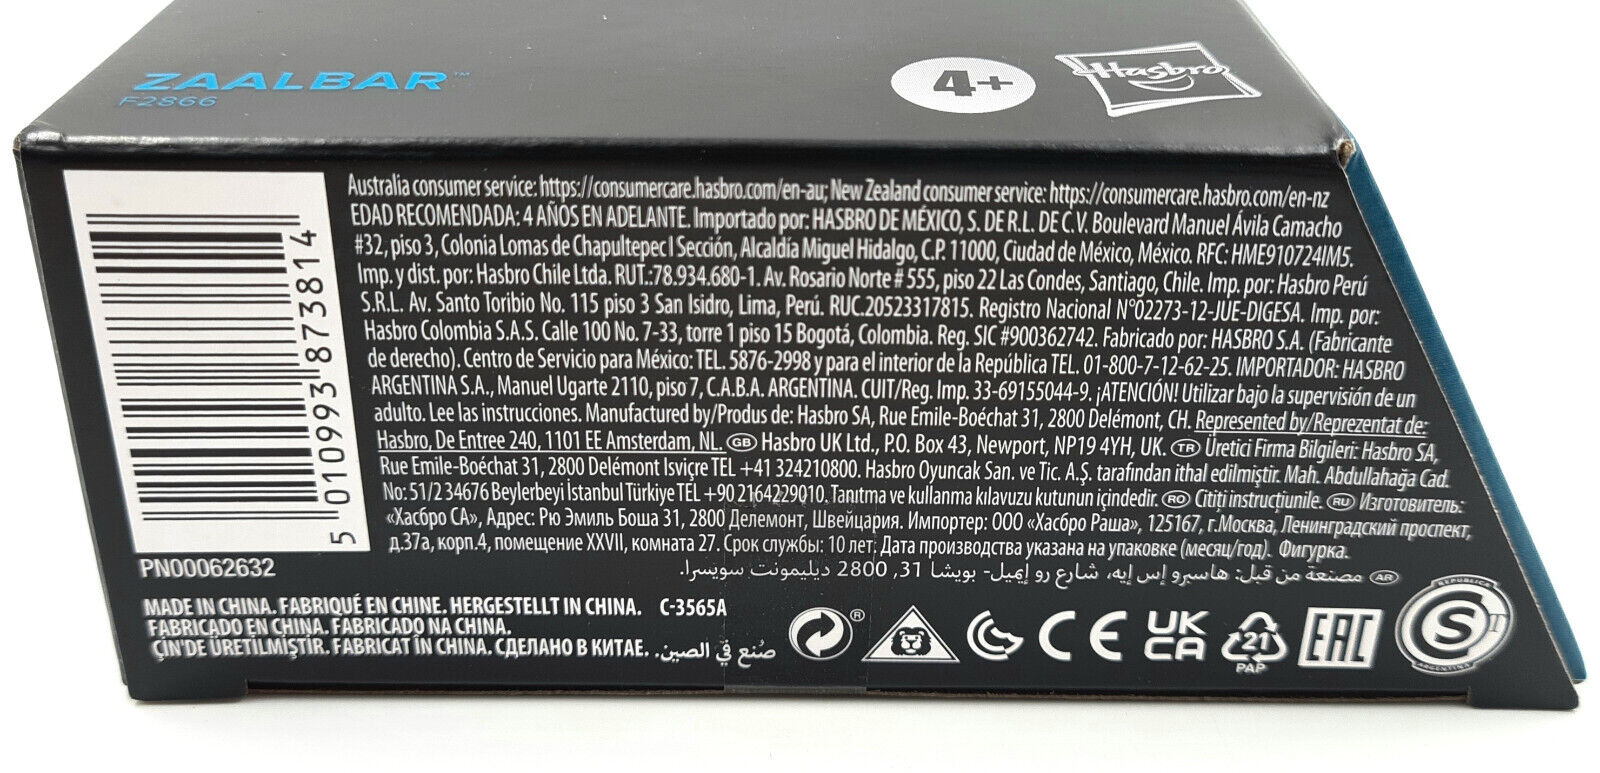 ZAALBAR™
F2866
4+
Hasbro
Australia consumer service: https://consumercare.hasbro.com/en-au; New Zealand consumer service: https://consumercare.hasbro.com/en-nz
EDAD RECOMENDADA: 4 AÑOS EN ADELANTE. Importado por: HASBRO DE MÉXICO, S. DE R.L. DE C.V. Boulevard Manuel Ávila Camacho
#32, piso 3, Colonia Lomas de Chapultepec I Sección, Alcaldía Miguel Hidalgo, C.P. 11000, Ciudad de México, México. RFC: HME910724IM5.
Imp. y dist. por: Hasbro Chile Ltda. RUT.:78.934.680-1. Av. Rosario Norte # 555, piso 22 Las Condes, Santiago, Chile. Imp. por: Hasbro Perú
S.R.L. Av. Santo Toribio No. 115 piso 3 San Isidro, Lima, Perú. RUC.20523317815. Registro Nacional N°02273-12-JUE-DIGESA. Imp. por:
Hasbro Colombia S.A.S. Calle 100 No. 7-33, torre 1 piso 15 Bogotá, Colombia. Reg. SIC #900362742. Fabricado por: HASBRO S.A. (Fabricante
de derecho). Centro de Servicio para México: TEL. 5876-2998 y para el interior de la República TEL. 01-800-7-12-62-25. IMPORTADOR: HASBRO
ARGENTINA S.A., Manuel Ugarte 2110, piso 7, C.A.B.A. ARGENTINA. CUIT/Reg. Imp. 33-69155044-9. ¡ATENCIÓN! Utilizar bajo la supervisión de un
adulto. Lee las instrucciones. Manufactured by/Produs de: Hasbro SA, Rue Emile-Boéchat 31, 2800 Delémont, CH. Represented by/Reprezentat de:
Hasbro, De Entree 240, 1101 EE Amsterdam, NL. GB Hasbro UK Ltd., P.O. Box 43, Newport, NP19 4YH, UK. TR Üretici Firma Bilgileri: Hasbro SA,
Rue Emile-Boéchat 31, 2800 Delémont İsviçre TEL +41 324210800. Hasbro Oyuncak San. ve Tic. A.Ş. tarafından ithal edilmiştir. Mah. Abdullahağa Cad.
No: 51/2 34676 Beylerbeyi İstanbul Türkiye TEL +90 2164229010. Tanıtma ve kullanma kılavuzu kutunun içindedir. RO Citiți instrucțiunile. RU Изготовитель:
«Хасбро СА», Адрес: Рю Эмиль Боша 31, 2800 Делемонт, Швейцария. Импортер: ООО «Хасбро Раша», 125167, г.Москва, Ленинградский проспект,
д.37а, корп.4, помещение XXVII, комната 27. Срок службы: 10 лет. Дата производства указана на упаковке (месяц/год). Фигурка.
AR مصنعة من قبل: هاسبرو إس إيه، شارع رو إميل- بويشا 31, 2800 ديليمونت سويسرا.
5 010993 873814
PN00062632
MADE IN CHINA. FABRIQUÉ EN CHINE. HERGESTELLT IN CHINA. C-3565A
FABRICADO EN CHINA. FABRICADO NA CHINA.
ÇİN'DE ÜRETİLMİŞTİR. FABRICAT ÎN CHINA. СДЕЛАНО В КИТАЕ. صُنع في الصين.
®
CE
UK
CA
21
PAP
EAC
REPUBLICA
S
T
ARGENTINA